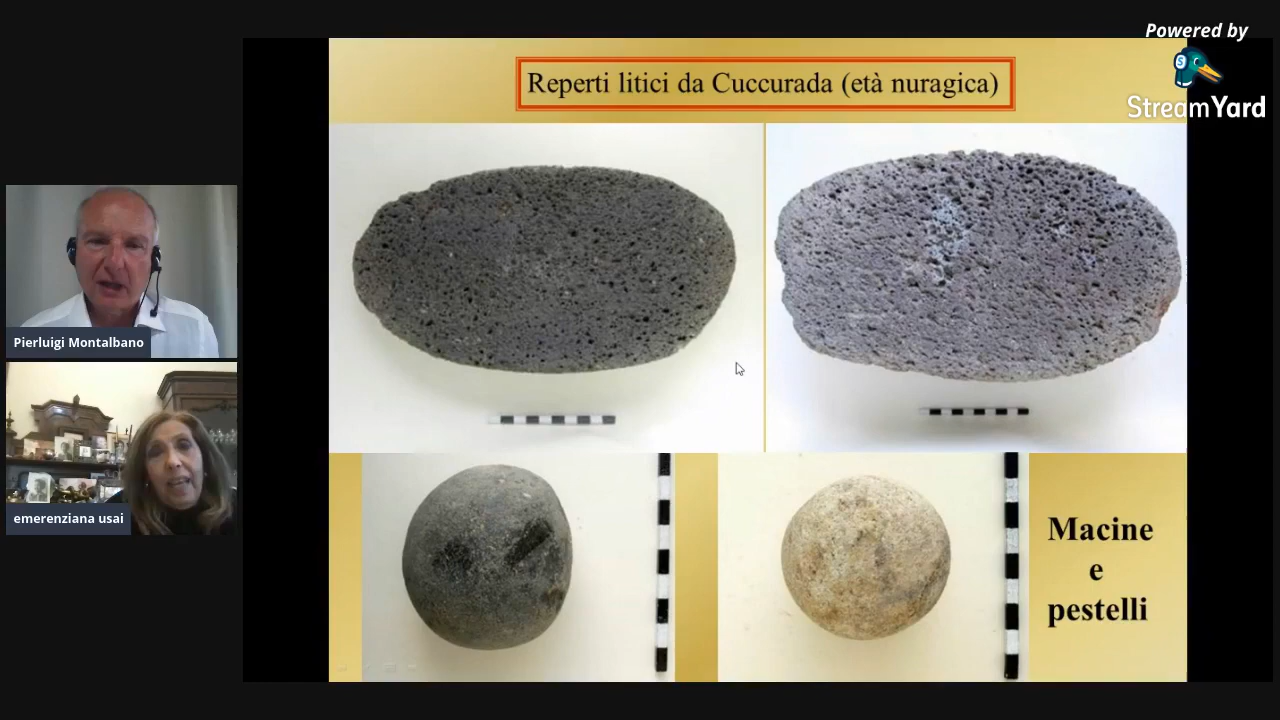 Powered by
StreamYard
Reperti litici da Cuccurada (età nuragica)
Pierluigi Montalbano
emerenziana usai
Macine
e
pestelli